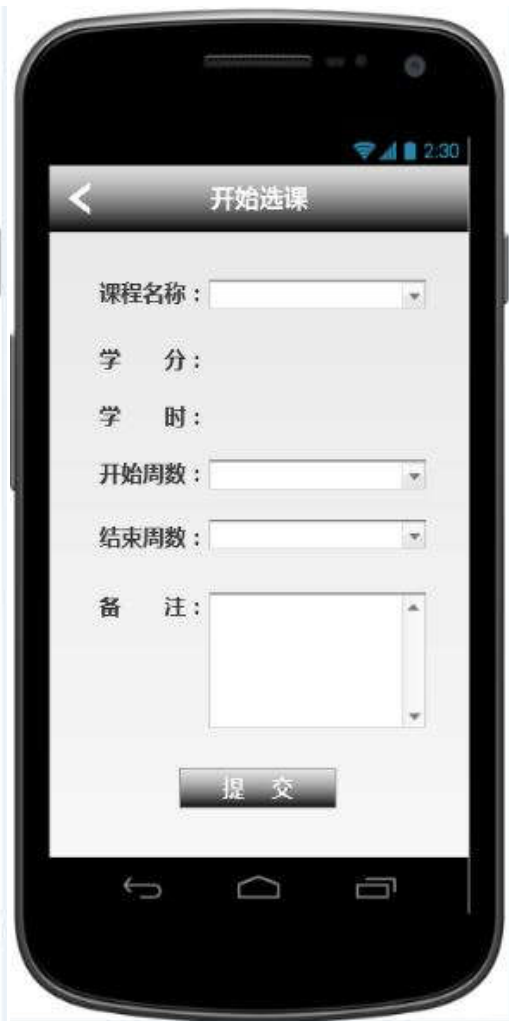 2:30
开始选课
课程名称：
学 分：
学 时：
开始周数：
结束周数：
备 注：
提 交